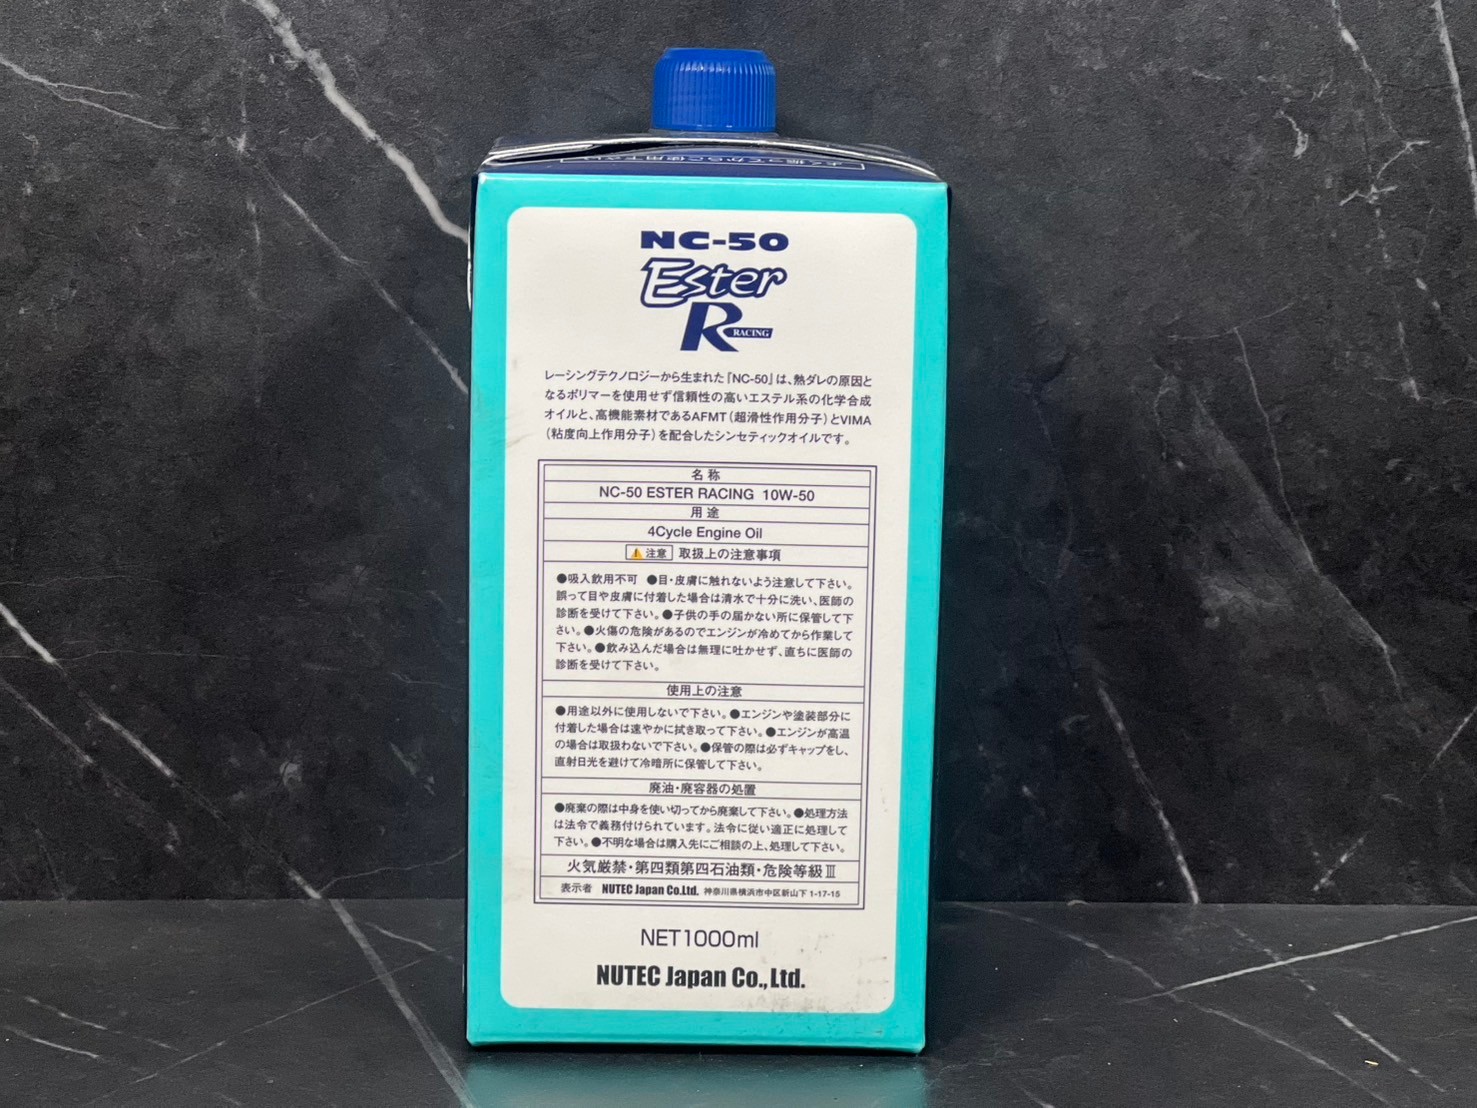 よく振ってからご使用下さい
NC-50
Ester
R RACING
レーシングテクノロジーから生まれた「NC-50」は、熱ダレの原因と
なるポリマーを使用せず信頼性の高いエステル系の化学合成
オイルと、高機能素材であるAFMT(超滑性作用分子)とVIMA
(粘度向上作用分子)を配合したシンセティックオイルです。
名称
NC-50 ESTER RACING 10W-50
用途
4Cycle Engine Oil
注意 取扱上の注意事項
●吸入飲用不可 ●目・皮膚に触れないよう注意して下さい。
誤って目や皮膚に付着した場合は清水で十分に洗い、医師の
診断を受けて下さい。●子供の手の届かない所に保管して下
さい。●火傷の危険があるのでエンジンが冷めてから作業して
下さい。●飲み込んだ場合は無理に吐かせず、直ちに医師の
診断を受けて下さい。
使用上の注意
●用途以外に使用しないで下さい。●エンジンや塗装部分に
付着した場合は速やかに拭き取って下さい。●エンジンが高温
の場合は取扱わないで下さい。●保管の際は必ずキャップをし、
直射日光を避けて冷暗所に保管して下さい。
廃油・廃容器の処置
●廃棄の際は中身を使い切ってから廃棄して下さい。●処理方法
は法令で義務付けられています。法令に従い適正に処理して
下さい。●不明な場合は購入先にご相談の上、処理して下さい。
火気厳禁・第四類第四石油類・危険等級Ⅲ
表示者 NUTEC Japan Co.Ltd. 神奈川県横浜市中区新山下 1-17-15
NET1000ml
NUTEC Japan Co.,Ltd.